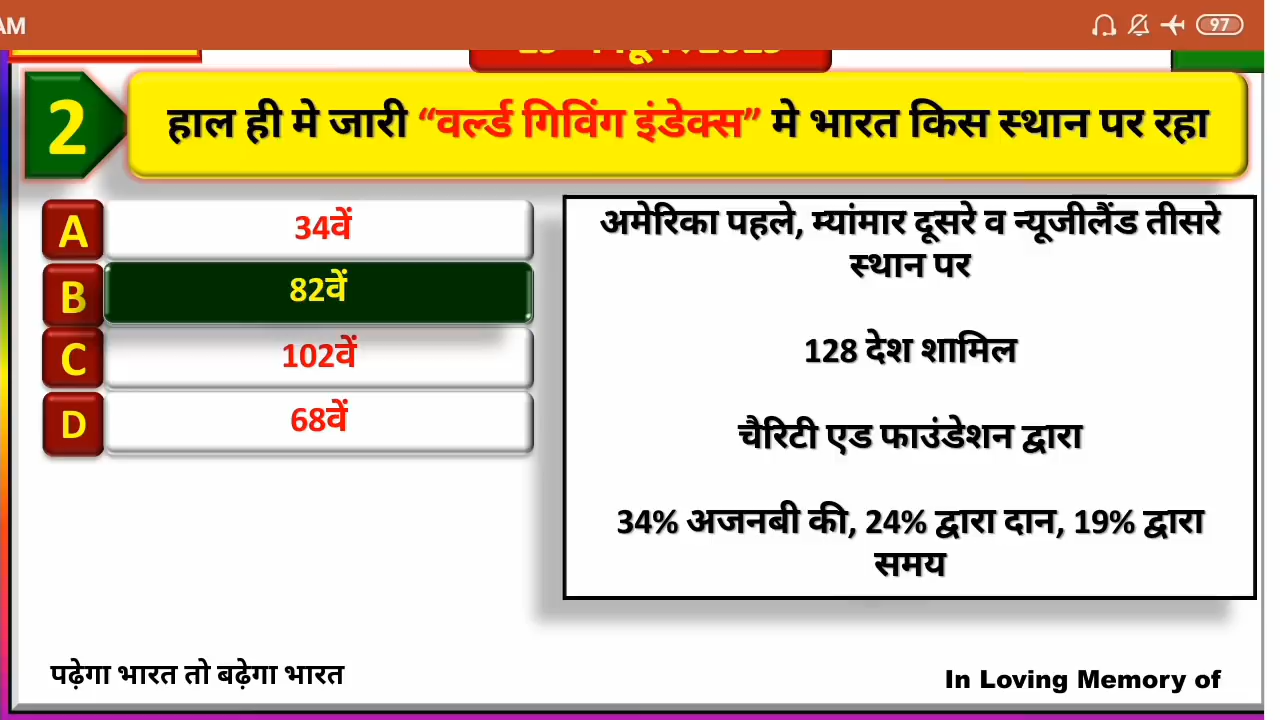 AM
97
2
हाल ही मे जारी “वर्ल्ड गिविंग इंडेक्स” मे भारत किस स्थान पर रहा
A
34वें
B
82वें
C
102वें
D
68वें
अमेरिका पहले, म्यांमार दूसरे व न्यूजीलैंड तीसरे
स्थान पर
128 देश शामिल
चैरिटी एड फाउंडेशन द्वारा
34% अजनबी की, 24% द्वारा दान, 19% द्वारा
समय
पढ़ेगा भारत तो बढ़ेगा भारत
In Loving Memory of